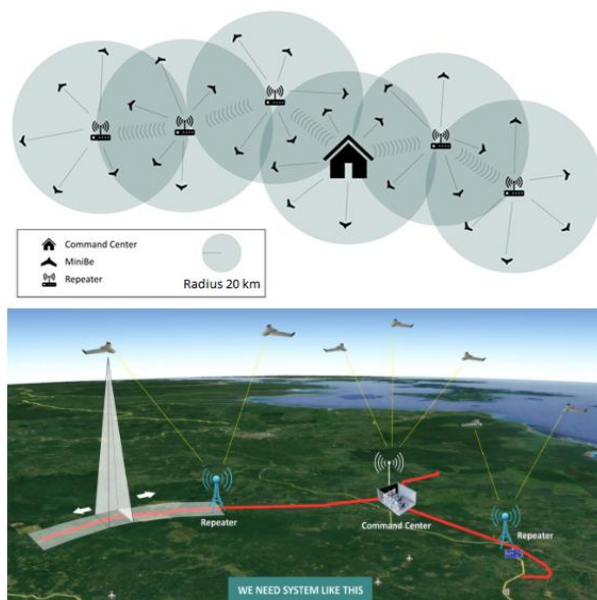 Command Center
MiniBe
Repeater
Radius 20 km
Repeater
Command Center
Repeater
WE NEED SYSTEM LIKE THIS